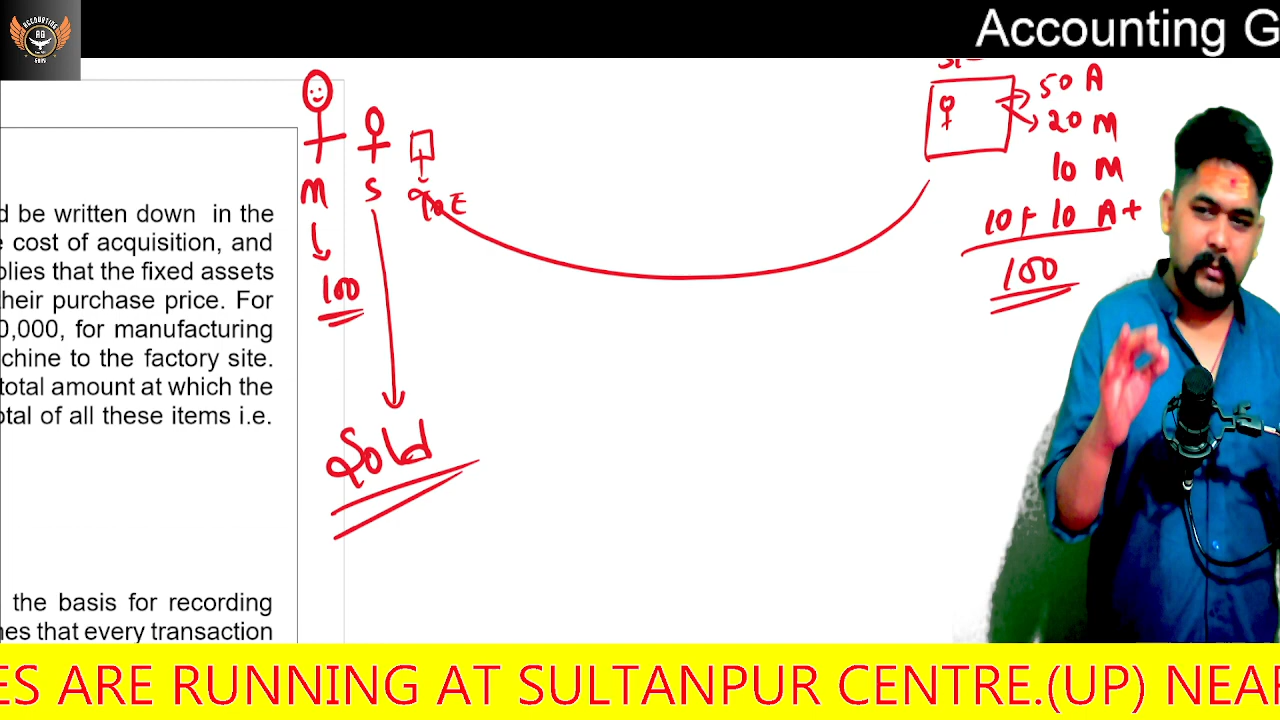 Accounting G
ACCOUNTING
AG
50 A
20 M
10 M
10+ 10 A+
100
M
S
100
Sold
d be written down in the
cost of acquisition, and
plies that the fixed assets
heir purchase price. For
0,000, for manufacturing
chine to the factory site.
total amount at which the
otal of all these items i.e.
the basis for recording
nes that every transaction
ES ARE RUNNING AT SULTANPUR CENTRE.(UP) NEAR